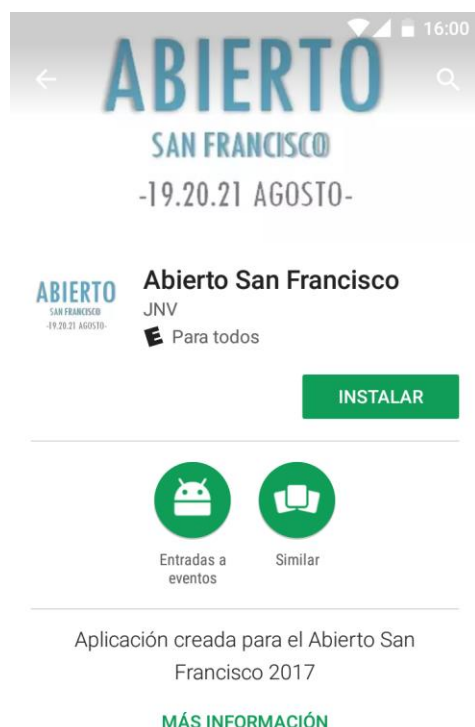 16:00
ABIERTO
SAN FRANCISCO
-19.20.21 AGOSTO-
ABIERTO
SAN FRANCISCO
-19.20.21 AGOSTO-
Abierto San Francisco
JNV
E Para todos
INSTALAR
Entradas a
eventos
Similar
Aplicación creada para el Abierto San
Francisco 2017
MÁS INFORMACIÓN